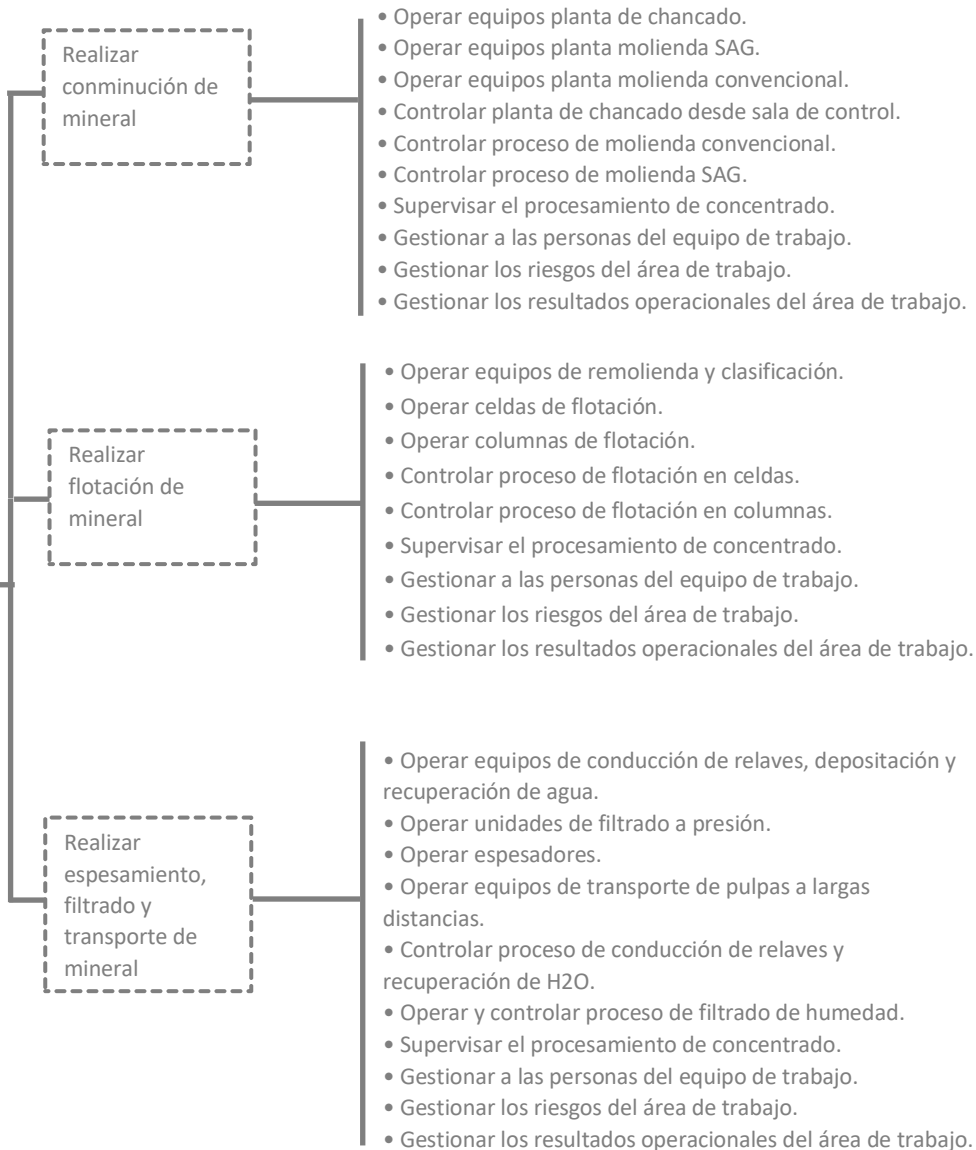 Realizar
conminución de
mineral
• Operar equipos planta de chancado.
• Operar equipos planta molienda SAG.
• Operar equipos planta molienda convencional.
• Controlar planta de chancado desde sala de control.
• Controlar proceso de molienda convencional.
• Controlar proceso de molienda SAG.
• Supervisar el procesamiento de concentrado.
• Gestionar a las personas del equipo de trabajo.
• Gestionar los riesgos del área de trabajo.
• Gestionar los resultados operacionales del área de trabajo.
Realizar
flotación de
mineral
• Operar equipos de remolienda y clasificación.
• Operar celdas de flotación.
• Operar columnas de flotación.
• Controlar proceso de flotación en celdas.
• Controlar proceso de flotación en columnas.
• Supervisar el procesamiento de concentrado.
• Gestionar a las personas del equipo de trabajo.
• Gestionar los riesgos del área de trabajo.
• Gestionar los resultados operacionales del área de trabajo.
Realizar
espesamiento,
filtrado y
transporte de
mineral
• Operar equipos de conducción de relaves, depositación y
recuperación de agua.
• Operar unidades de filtrado a presión.
• Operar espesadores.
• Operar equipos de transporte de pulpas a largas
distancias.
• Controlar proceso de conducción de relaves y
recuperación de H2O.
• Operar y controlar proceso de filtrado de humedad.
• Supervisar el procesamiento de concentrado.
• Gestionar a las personas del equipo de trabajo.
• Gestionar los riesgos del área de trabajo.
• Gestionar los resultados operacionales del área de trabajo.